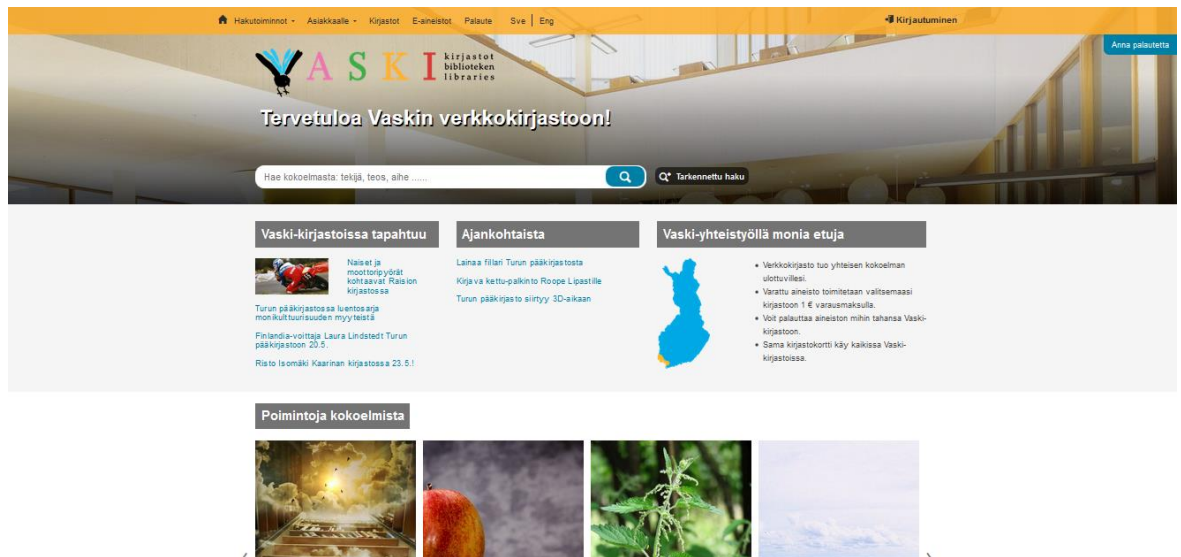 Hakutoiminnot Asiakkaalle Kirjastot E-aineistot Palaute Sve | Eng Kirjautuminen
Anna palautetta
VASKI
kirjastot
biblioteken
libraries
Tervetuloa Vaskin verkkokirjastoon!
Hae kokoelmasta: tekijä, teos, aihe ......
Tarkennettu haku
Vaski-kirjastoissa tapahtuu
Naiset ja
moottoripyörät
kohtaavat Raision
kirjastossa
Turun pääkirjastossa luentosarja
monikulttuurisuuden myyteistä
Finlandia-voittaja Laura Lindstedt Turun
pääkirjastoon 20.5.
Risto Isomäki Kaarinan kirjastossa 23.5.!
Ajankohtaista
Lainaa fillari Turun pääkirjastosta
Kirjava kettu-palkinto Roope Lipastille
Turun pääkirjasto siirtyy 3D-aikaan
Vaski-yhteistyöllä monia etuja
• Verkkokirjasto tuo yhteisen kokoelman
ulottuvillesi.
• Varattu aineisto toimitetaan valitsemaasi
kirjastoon 1 € varausmaksulla.
• Voit palauttaa aineiston mihin tahansa Vaski-
kirjastoon.
• Sama kirjastokortti käy kaikissa Vaski-
kirjastoissa.
Poimintoja kokoelmista